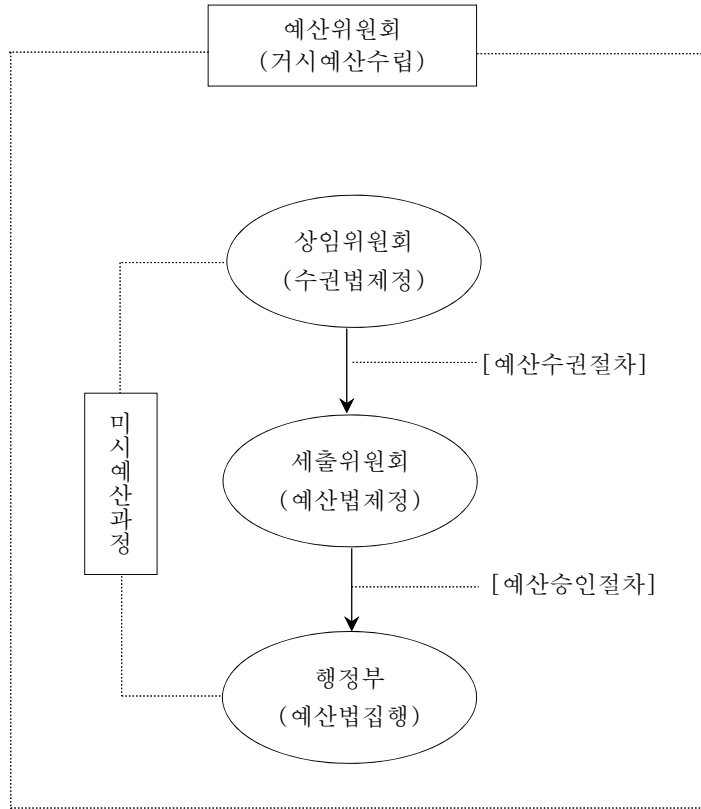 예산위원회
(거시예산수립)
상임위원회
(수권법제정)
[예산수권절차]
미시예산과정
세출위원회
(예산법제정)
[예산승인절차]
행정부
(예산법집행)